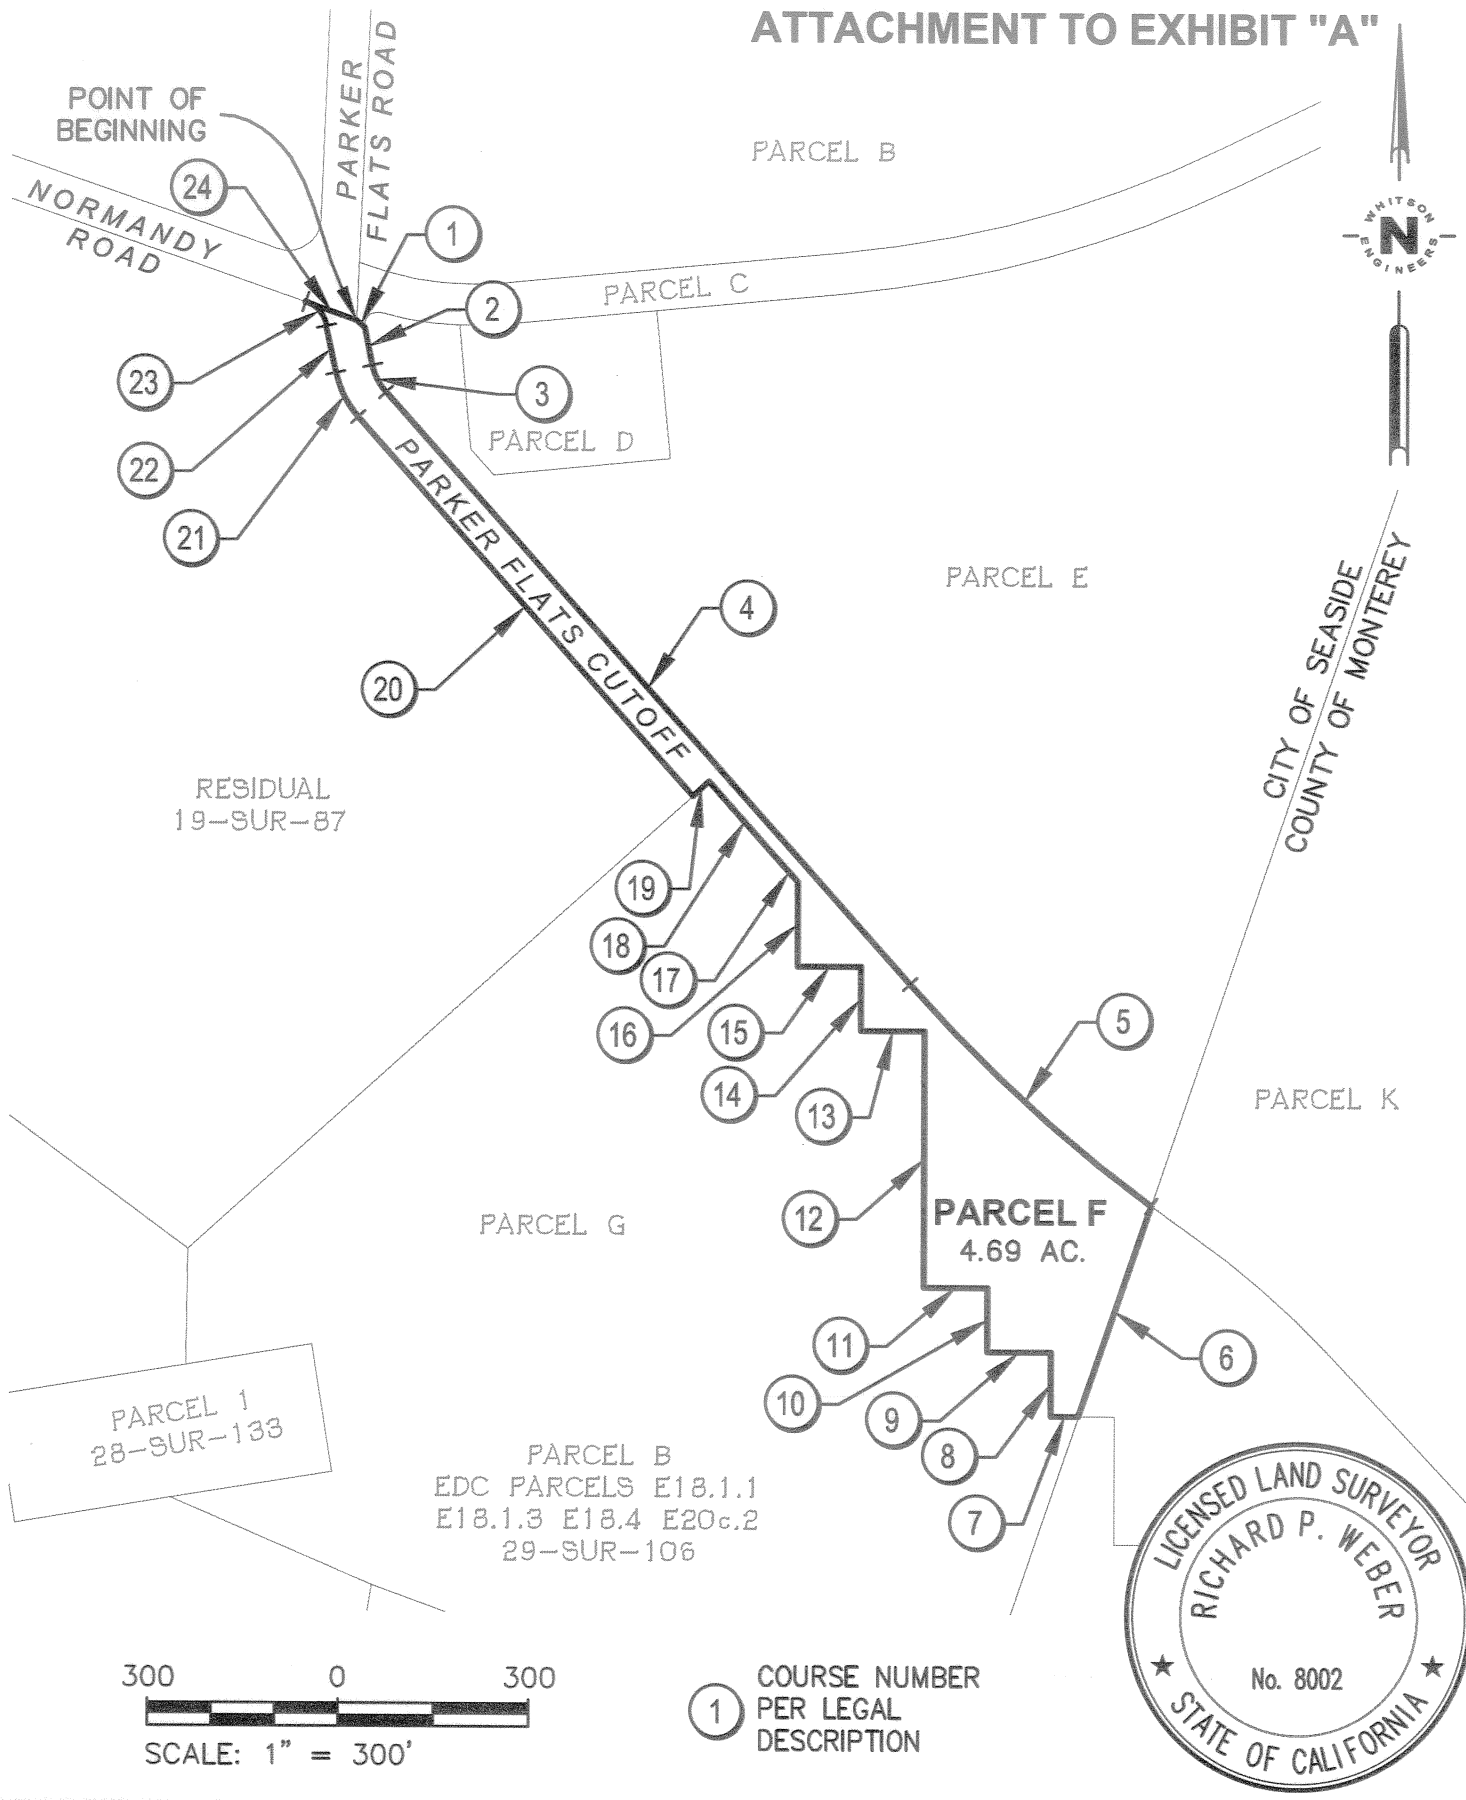 ATTACHMENT TO EXHIBIT "A"
POINT OF
BEGINNING
PARKER
FLATS ROAD
NORMANDY
ROAD
PARCEL B
WHITSON
N
ENGINEERS
24
1
PARCEL C
2
23
3
PARCEL D
22
21
PARKER FLATS CUTOFF
PARCEL E
4
20
CITY OF SEASIDE
COUNTY OF MONTEREY
RESIDUAL
19-SUR-87
19
18
17
16
15
14
13
5
PARCEL K
12
PARCEL F
4.69 AC.
PARCEL G
11
10
9
8
7
6
PARCEL 1
28-SUR-133
PARCEL B
EDC PARCELS E18.1.1
E18.1.3 E18.4 E20c.2
29-SUR-106
LICENSED LAND SURVEYOR
RICHARD P. WEBER
No. 8002
STATE OF CALIFORNIA
300 0 300
SCALE: 1" = 300'
1
COURSE NUMBER
PER LEGAL
DESCRIPTION